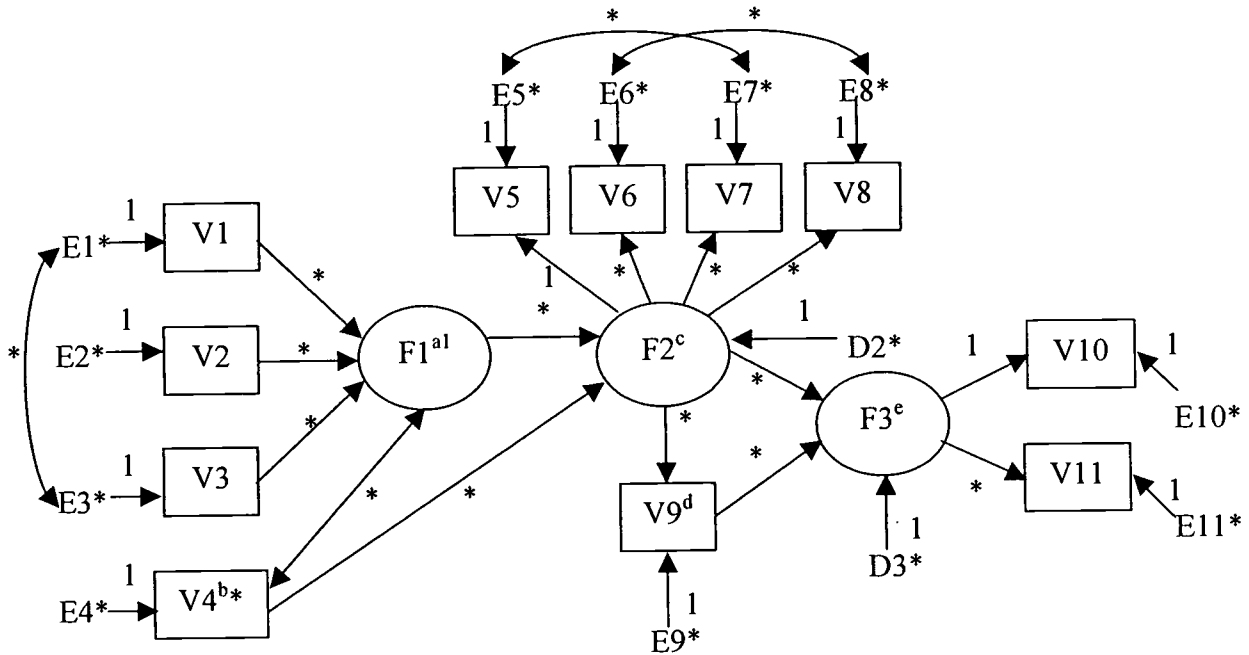 * *
E5* E6* E7* E8*
1 1 1 1
V5 V6 V7 V8
1 * * *
E1* 1 V1 *
* E2* 1 V2 *
E3* 1 V3 *
E4* 1 V4ᵇ* * *
F1ᵃ¹ *
F2ᶜ 1 D2*
* *
V9ᵈ *
1
E9*
F3ᵉ 1 V10 1 E10*
* V11 1 E11*
1
D3*